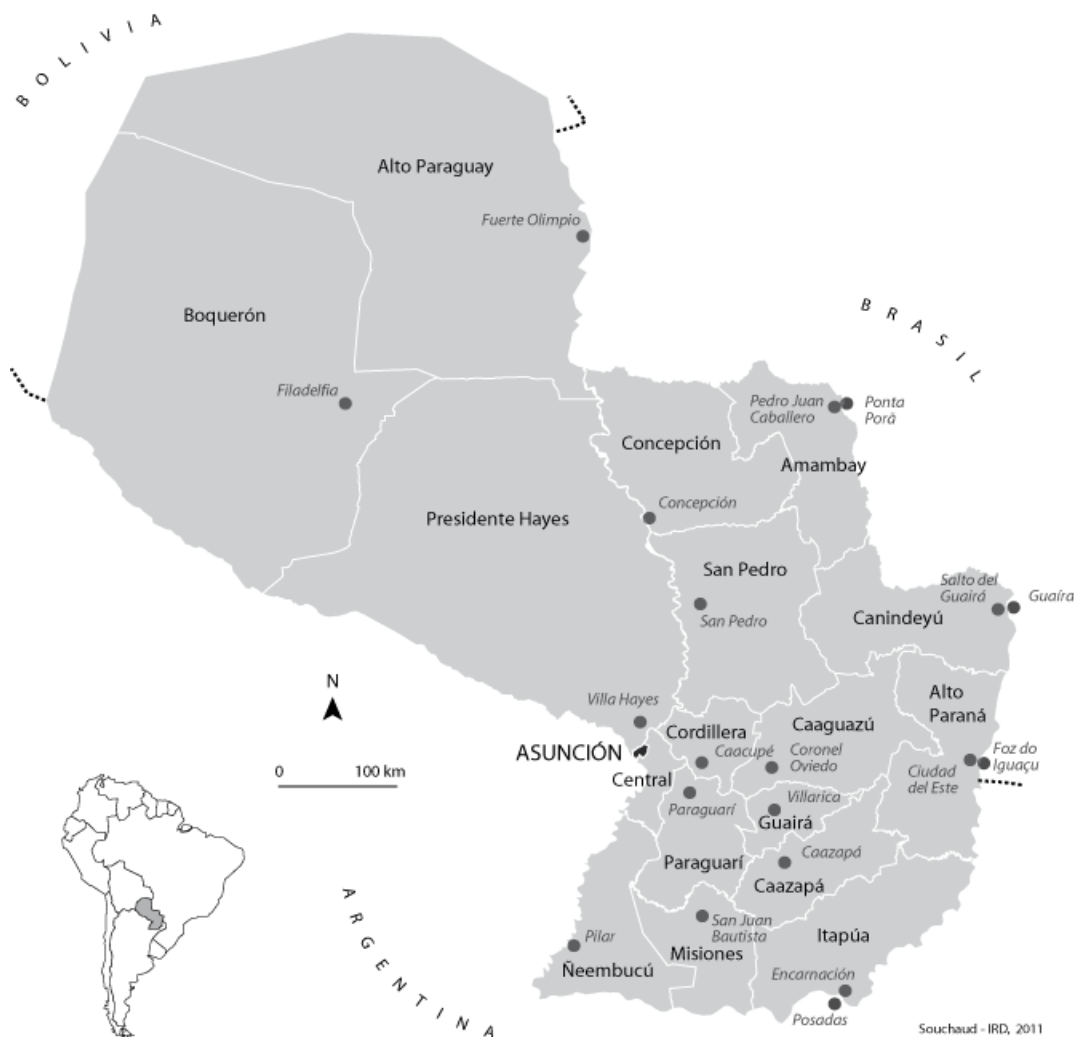 BOLIVIA
Alto Paraguay
Fuerte Olimpio
Boquerón
BRASIL
Filadelfia
Pedro Juan
Caballero
Ponta
Porã
Concepción
Amambay
Concepción
Presidente Hayes
San Pedro
San Pedro
Salto del
Guairá
Guaíra
Canindeyú
N
Villa Hayes
Alto
Paraná
Cordillera
Caaguazú
ASUNCIÓN
Caacupé
Coronel
Oviedo
Foz do
Iguaçu
0 100 km
Central
Ciudad
del Este
Paraguarí
Villarica
Guairá
Paraguarí
Caazapá
Caazapá
ARGENTINA
San Juan
Bautista
Pilar
Itapúa
Misiones
Ñeembucú
Encarnación
Posadas
Souchaud - IRD, 2011